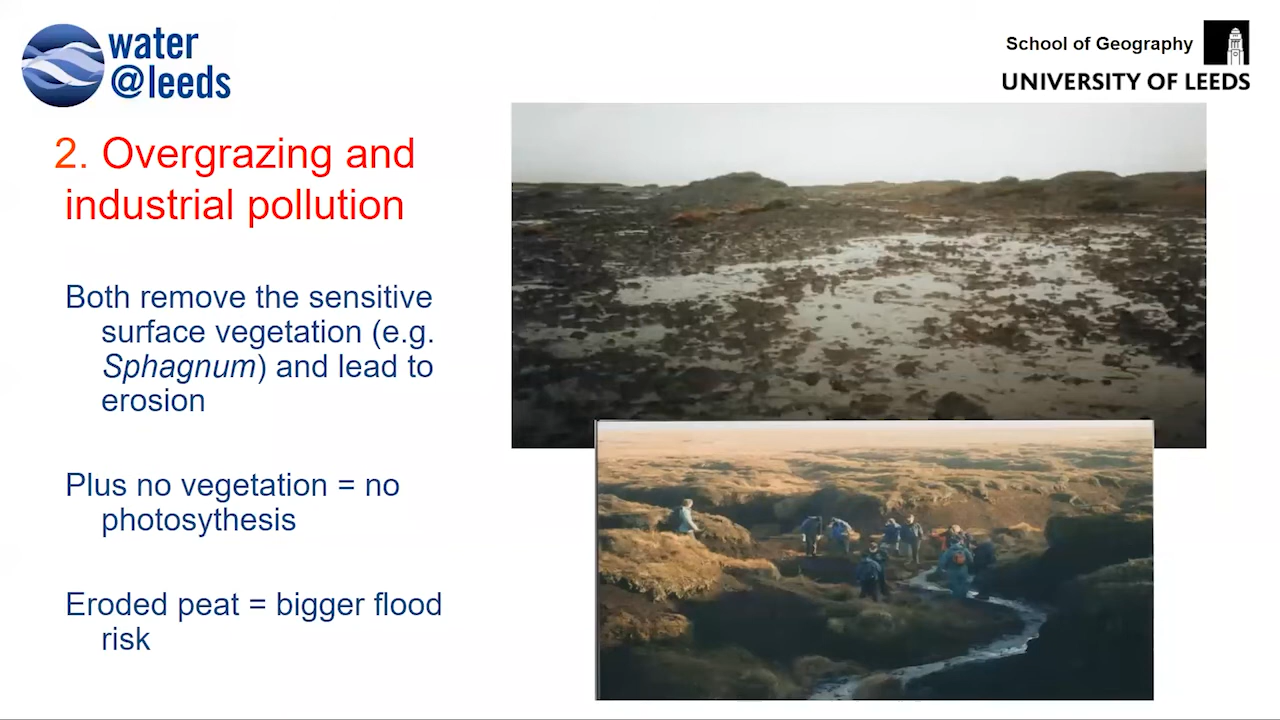 water
@leeds
School of Geography
UNIVERSITY OF LEEDS
2. Overgrazing and
industrial pollution
Both remove the sensitive
surface vegetation (e.g.
Sphagnum) and lead to
erosion
Plus no vegetation = no
photosythesis
Eroded peat = bigger flood
risk